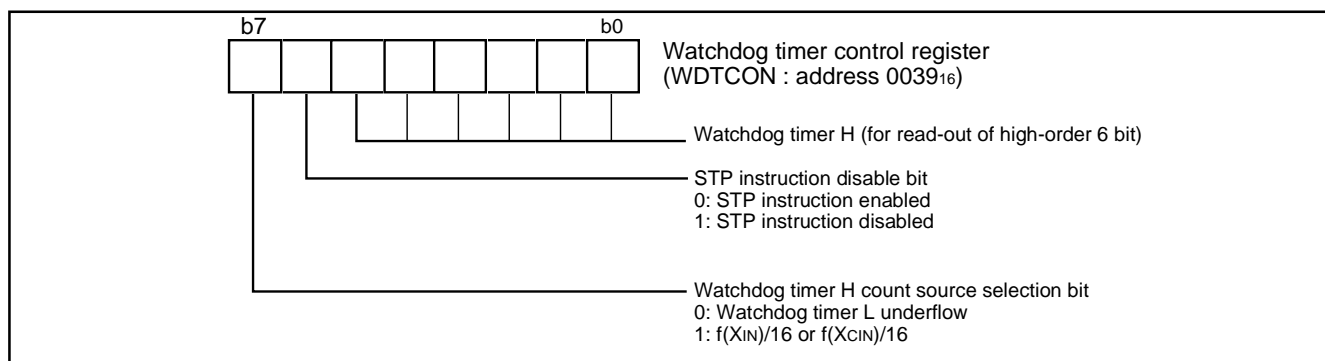 b7 b0
Watchdog timer control register
(WDTCON : address 003916)
Watchdog timer H (for read-out of high-order 6 bit)
STP instruction disable bit
0: STP instruction enabled
1: STP instruction disabled
Watchdog timer H count source selection bit
0: Watchdog timer L underflow
1: f(XIN)/16 or f(XCIN)/16